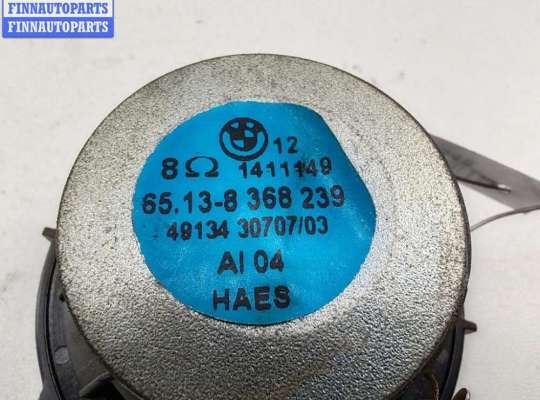 FINNAUTOPARTS
FINNAUTOPARTS
12
8Ω 1411149
65.13-8 368 239
49134 30707/03
AI 04
HAES